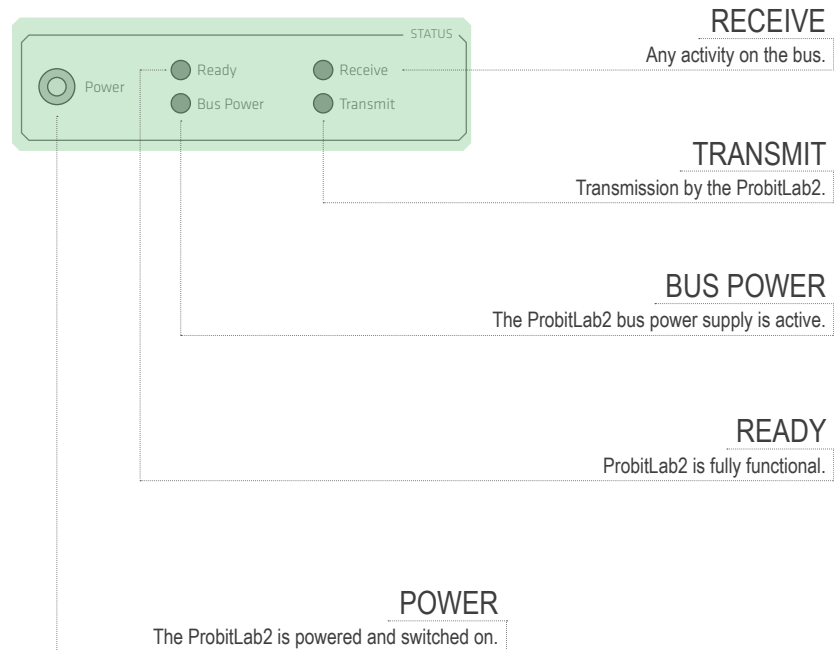 STATUS
Power
Ready
Receive
Bus Power
Transmit
RECEIVE
Any activity on the bus.
TRANSMIT
Transmission by the ProbitLab2.
BUS POWER
The ProbitLab2 bus power supply is active.
READY
ProbitLab2 is fully functional.
POWER
The ProbitLab2 is powered and switched on.